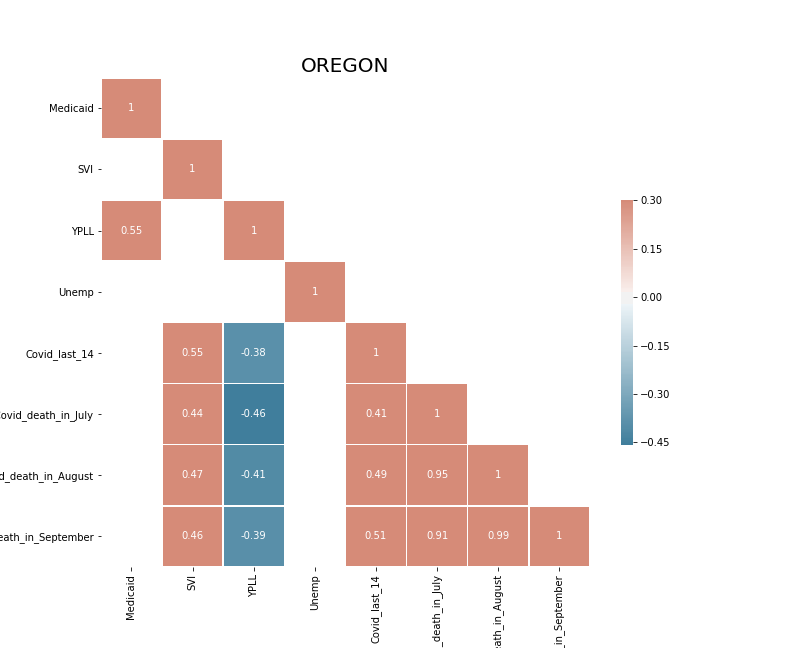 OREGON
Medicaid 1
SVI 1
YPLL 0.55 1
Unemp 1
Covid_last_14 0.55 -0.38 1
ovid_death_in_July 0.44 -0.46 0.41 1
d_death_in_August 0.47 -0.41 0.49 0.95 1
eath_in_September 0.46 -0.39 0.51 0.91 0.99 1
Medicaid
SVI
YPLL
Unemp
Covid_last_14
_death_in_July
eath_in_August
_in_September
0.30
0.15
0.00
−0.15
−0.30
−0.45